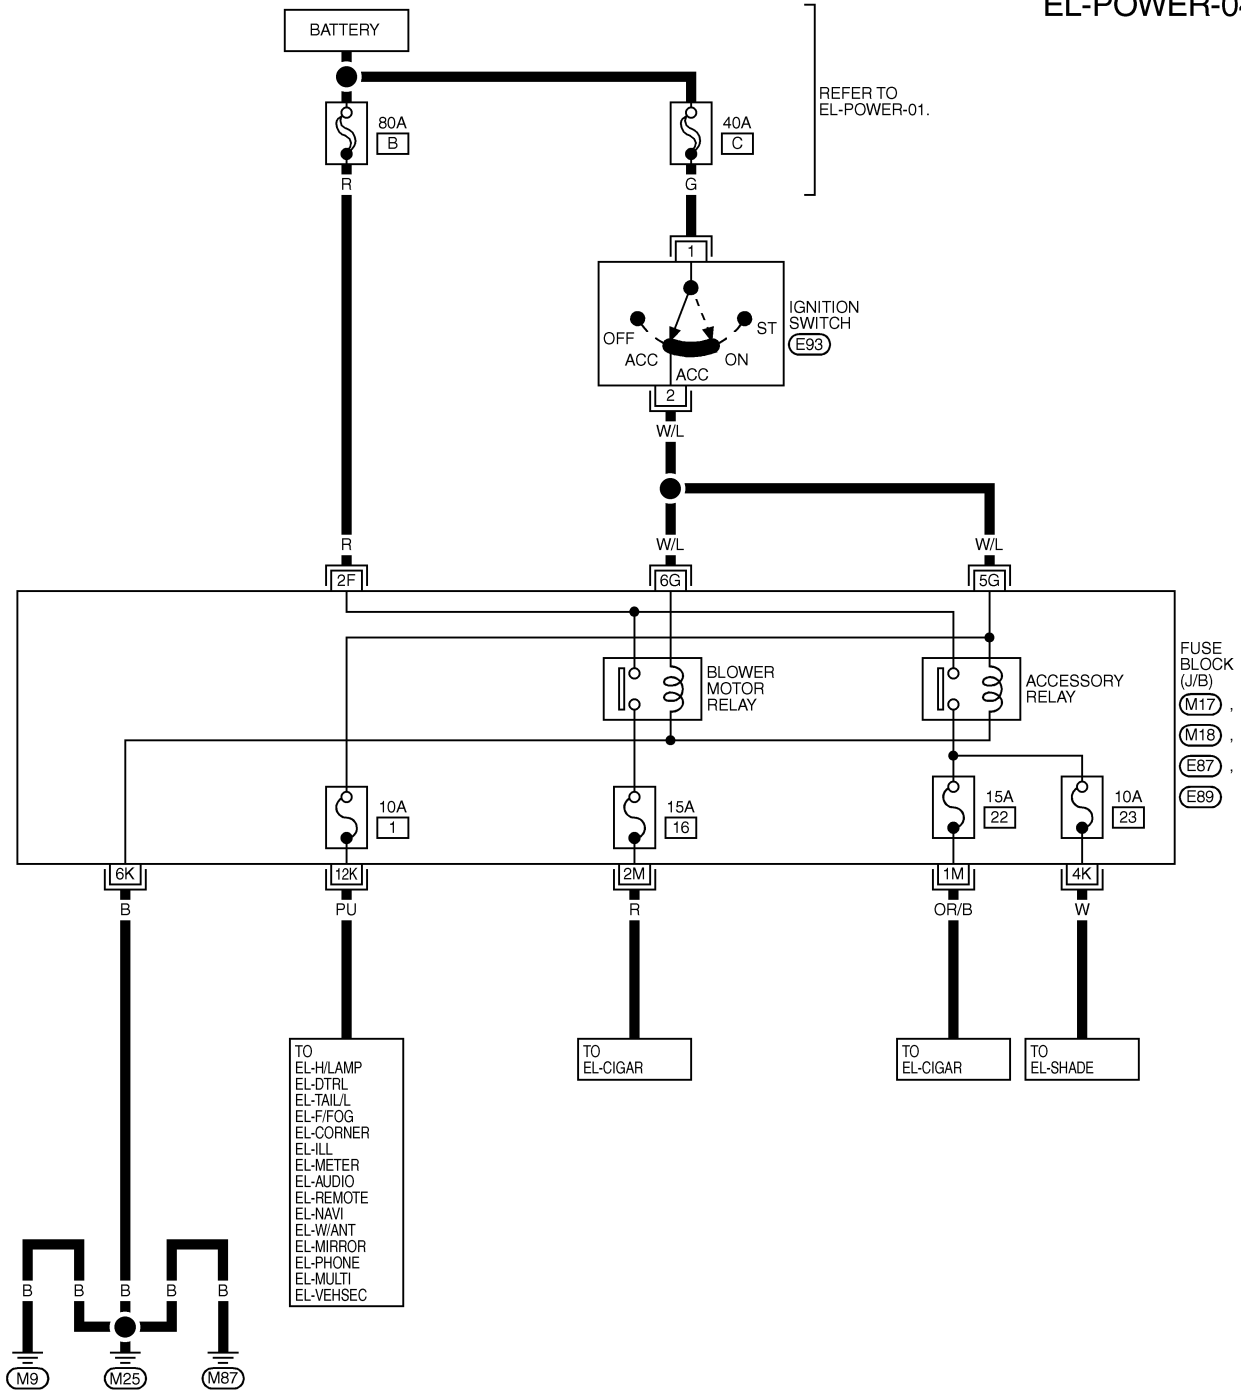 EL-POWER-04
BATTERY
REFER TO
EL-POWER-01.
80A
B
40A
C
R
G
1
IGNITION
SWITCH
E93
OFF
ST
ACC
ON
ACC
2
W/L
R
W/L
W/L
2F
6G
5G
FUSE
BLOCK
(J/B)
M17 ,
M18 ,
E87 ,
E89
BLOWER
MOTOR
RELAY
ACCESSORY
RELAY
10A
1
15A
16
15A
22
10A
23
6K
12K
2M
1M
4K
B
PU
R
OR/B
W
TO
EL-H/LAMP
EL-DTRL
EL-TAIL/L
EL-F/FOG
EL-CORNER
EL-ILL
EL-METER
EL-AUDIO
EL-REMOTE
EL-NAVI
EL-W/ANT
EL-MIRROR
EL-PHONE
EL-MULTI
EL-VEHSEC
TO
EL-CIGAR
TO
EL-CIGAR
TO
EL-SHADE
B
B
B
B
B
M9
M25
M87